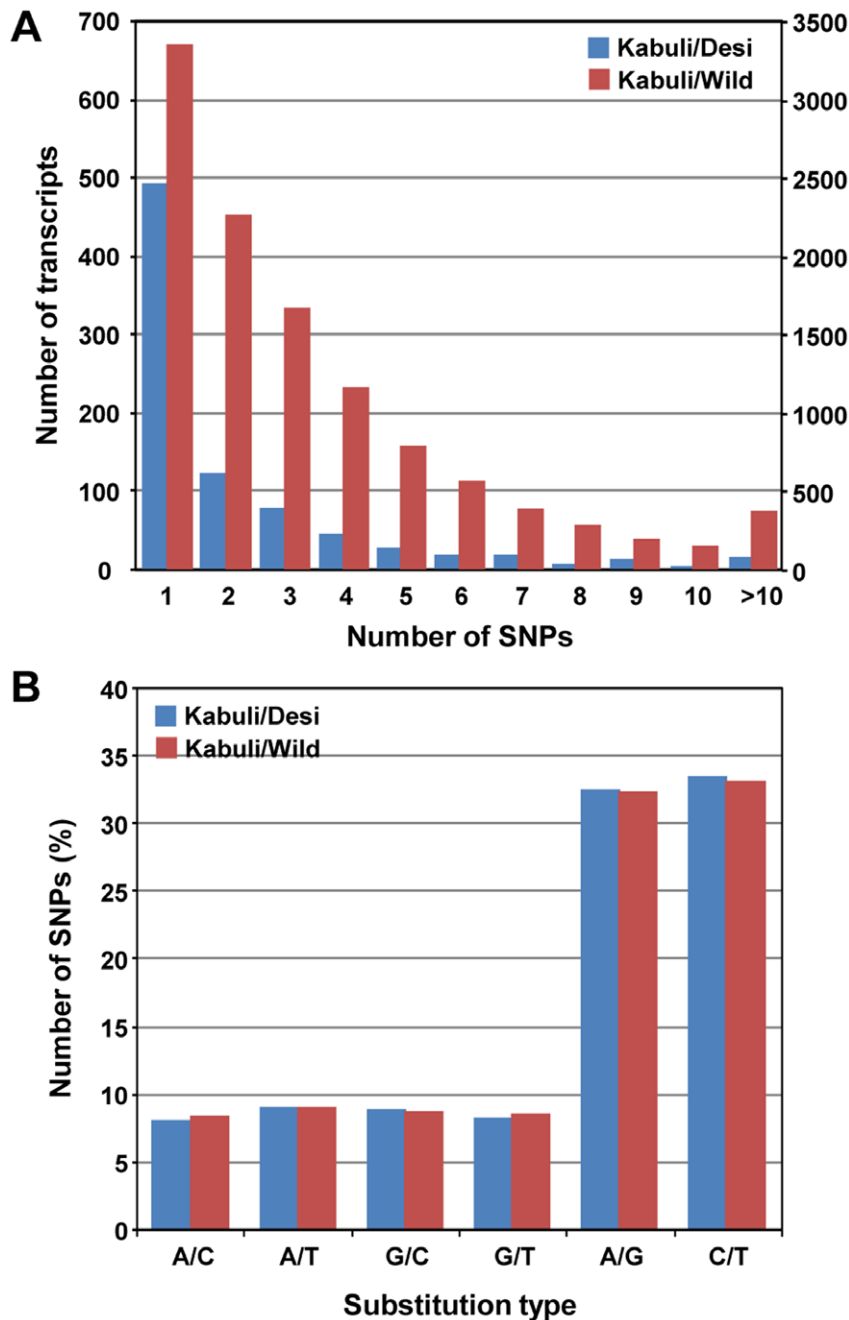 A
700
600
500
400
300
200
100
0
3500
3000
2500
2000
1500
1000
500
0
Kabuli/Desi
Kabuli/Wild
Number of transcripts
1 2 3 4 5 6 7 8 9 10 >10
Number of SNPs
B
40
35
30
25
20
15
10
5
0
Kabuli/Desi
Kabuli/Wild
Number of SNPs (%)
A/C A/T G/C G/T A/G C/T
Substitution type